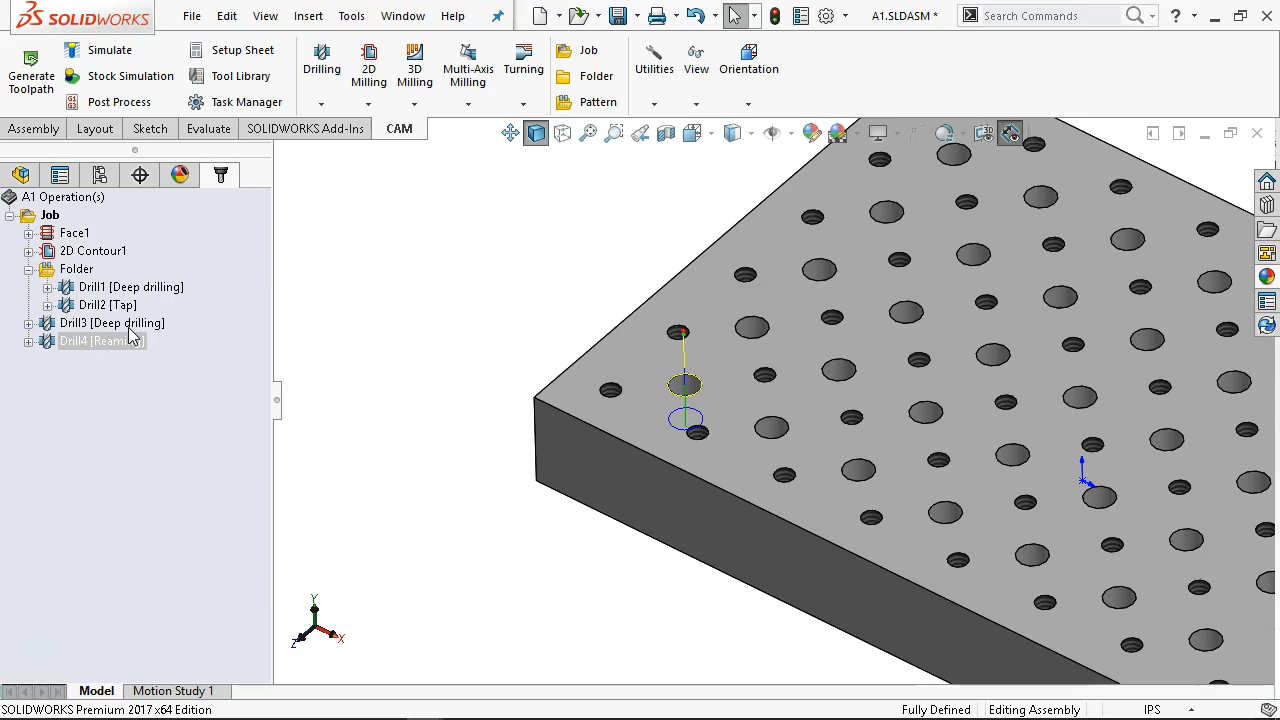 SOLIDWORKS File Edit View Insert Tools Window Help A1.SLDASM * Search Commands ?
Generate Toolpath
Simulate
Stock Simulation
Post Process
Setup Sheet
Tool Library
Task Manager
Drilling
2D Milling
3D Milling
Multi-Axis Milling
Turning
Job
Folder
Pattern
Utilities
View
Orientation
Assembly Layout Sketch Evaluate SOLIDWORKS Add-Ins CAM
A1 Operation(s)
Job
Face1
2D Contour1
Folder
Drill1 [Deep drilling]
Drill2 [Tap]
Drill3 [Deep drilling]
Y
Z
X
Model Motion Study 1
SOLIDWORKS Premium 2017 x64 Edition Fully Defined Editing Assembly IPS